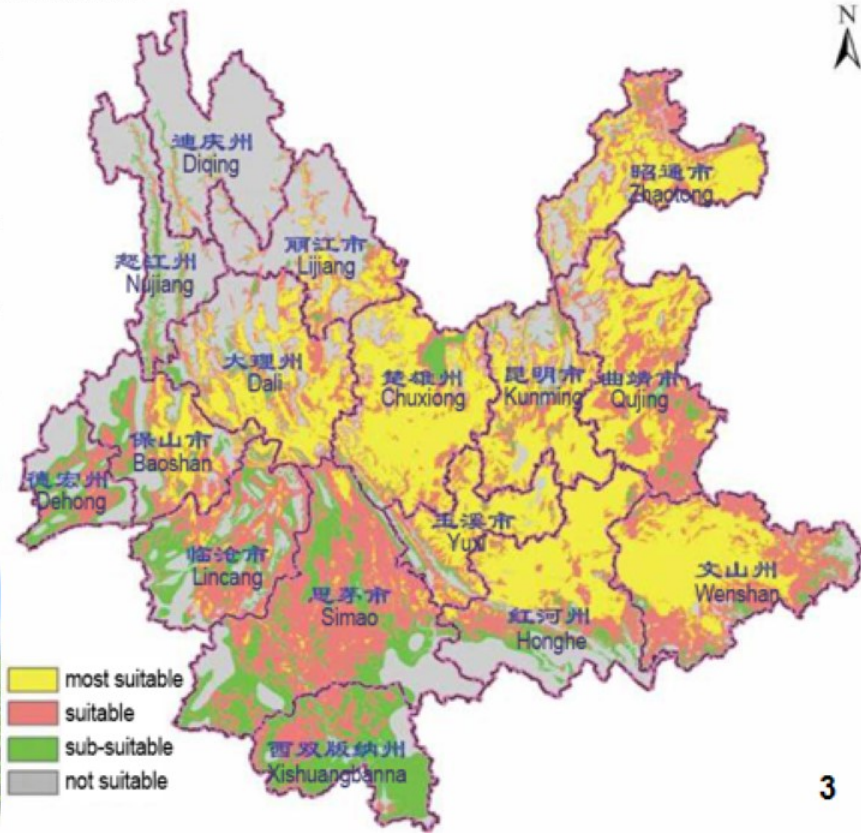 N
迪庆州
Diqing
昭通市
Zhaotong
丽江市
Lijiang
怒江州
Nujiang
大理州
Dali
楚雄州
Chuxiong
昆明市
Kunming
曲靖市
Qujing
保山市
Baoshan
德宏州
Dehong
玉溪市
Yuxi
临沧市
Lincang
思茅市
Simao
文山州
Wenshan
红河州
Honghe
西双版纳州
Xishuangbanna
most suitable
suitable
sub-suitable
not suitable
3